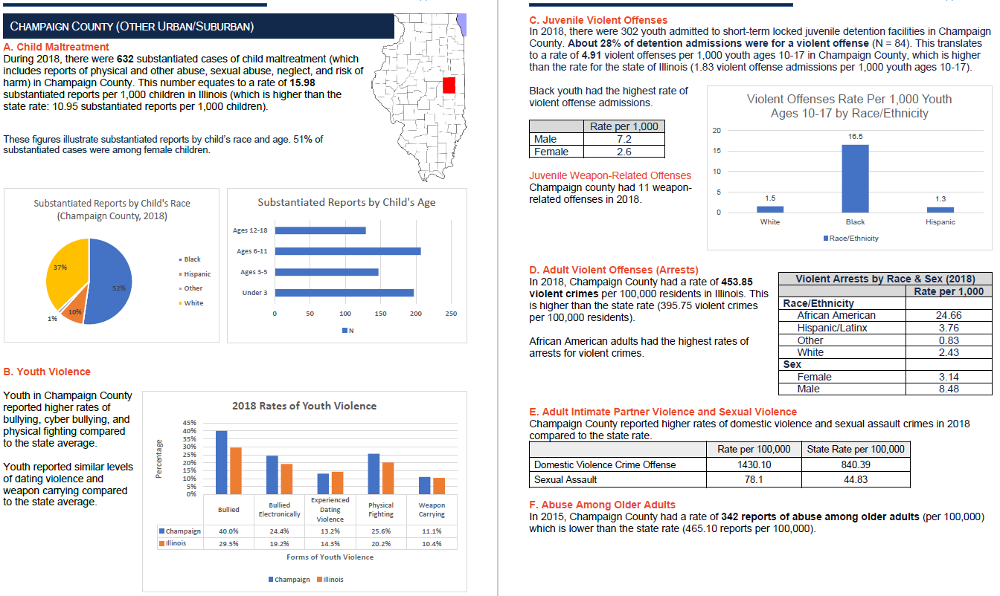 CHAMPAIGN COUNTY (OTHER URBAN/SUBURBAN)
A. Child Maltreatment
During 2018, there were 632 substantiated cases of child maltreatment (which
includes reports of physical and other abuse, sexual abuse, neglect, and risk of
harm) in Champaign County. This number equates to a rate of 15.98
substantiated reports per 1,000 children in Illinois (which is higher than the
state rate: 10.95 substantiated reports per 1,000 children).
These figures illustrate substantiated reports by child's race and age. 51% of
substantiated cases were among female children.
Substantiated Reports by Child's Race
(Champaign County, 2018)
37%
52%
10%
1%
Black
Hispanic
Other
White
Substantiated Reports by Child's Age
Ages 12-18
Ages 6-11
Ages 3-5
Under 3
0 50 100 150 200 250
N
B. Youth Violence
Youth in Champaign County
reported higher rates of
bullying, cyber bullying, and
physical fighting compared
to the state average.
Youth reported similar levels
of dating violence and
weapon carrying compared
to the state average.
2018 Rates of Youth Violence
Percentage
45%
40%
35%
30%
25%
20%
15%
10%
5%
0%
Bullied
Bullied
Electronically
Experienced
Dating
Violence
Physical
Fighting
Weapon
Carrying
Champaign 40.0% 24.4% 13.2% 25.6% 11.1%
Illinois 29.5% 19.2% 14.3% 20.2% 10.4%
Forms of Youth Violence
Champaign Illinois
C. Juvenile Violent Offenses
In 2018, there were 302 youth admitted to short-term locked juvenile detention facilities in Champaign
County. About 28% of detention admissions were for a violent offense (N = 84). This translates
to a rate of 4.91 violent offenses per 1,000 youth ages 10-17 in Champaign County, which is higher
than the rate for the state of Illinois (1.83 violent offense admissions per 1,000 youth ages 10-17).
Black youth had the highest rate of
violent offense admissions.
Rate per 1,000
Male 7.2
Female 2.6
Juvenile Weapon-Related Offenses
Champaign county had 11 weapon-
related offenses in 2018.
Violent Offenses Rate Per 1,000 Youth
Ages 10-17 by Race/Ethnicity
20
15
10
5
0
1.5
16.5
1.3
White Black Hispanic
Race/Ethnicity
D. Adult Violent Offenses (Arrests)
In 2018, Champaign County had a rate of 453.85
violent crimes per 100,000 residents in Illinois. This
is higher than the state rate (395.75 violent crimes
per 100,000 residents).
African American adults had the highest rates of
arrests for violent crimes.
Violent Arrests by Race & Sex (2018)
Rate per 1,000
Race/Ethnicity
African American 24.66
Hispanic/Latinx 3.76
Other 0.83
White 2.43
Sex
Female 3.14
Male 8.48
E. Adult Intimate Partner Violence and Sexual Violence
Champaign County reported higher rates of domestic violence and sexual assault crimes in 2018
compared to the state rate.
Rate per 100,000 State Rate per 100,000
Domestic Violence Crime Offense 1430.10 840.39
Sexual Assault 78.1 44.83
F. Abuse Among Older Adults
In 2015, Champaign County had a rate of 342 reports of abuse among older adults (per 100,000)
which is lower than the state rate (465.10 reports per 100,000).